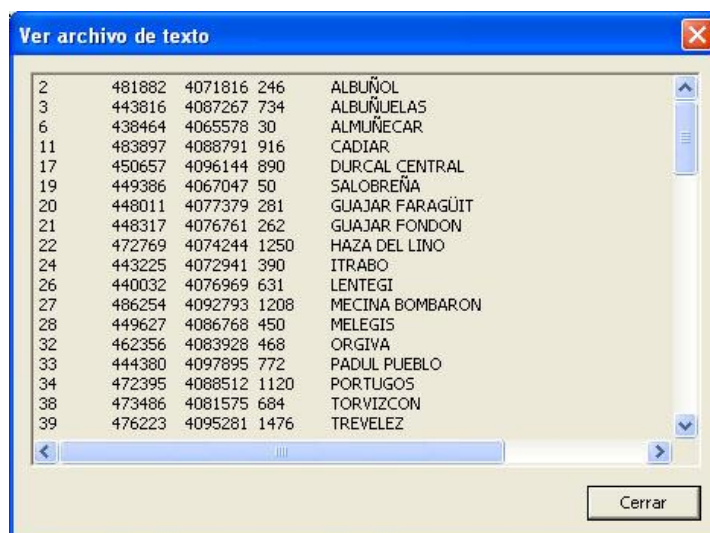 Ver archivo de texto
2 481882 4071816 246 ALBUÑOL
3 443816 4087267 734 ALBUÑUELAS
6 438464 4065578 30 ALMUÑECAR
11 483897 4088791 916 CADIAR
17 450657 4096144 890 DURCAL CENTRAL
19 449386 4067047 50 SALOBREÑA
20 448011 4077379 281 GUAJAR FARAGÜIT
21 448317 4076761 262 GUAJAR FONDON
22 472769 4074244 1250 HAZA DEL LINO
24 443225 4072941 390 ITRABO
26 440032 4076969 631 LENTEGI
27 486254 4092793 1208 MECINA BOMBARON
28 449627 4086768 450 MELEGIS
32 462356 4083928 468 ORGIVA
33 444380 4097895 772 PADUL PUEBLO
34 472395 4088512 1120 PORTUGOS
38 473486 4081575 684 TORVIZCON
39 476223 4095281 1476 TREVELEZ
Cerrar